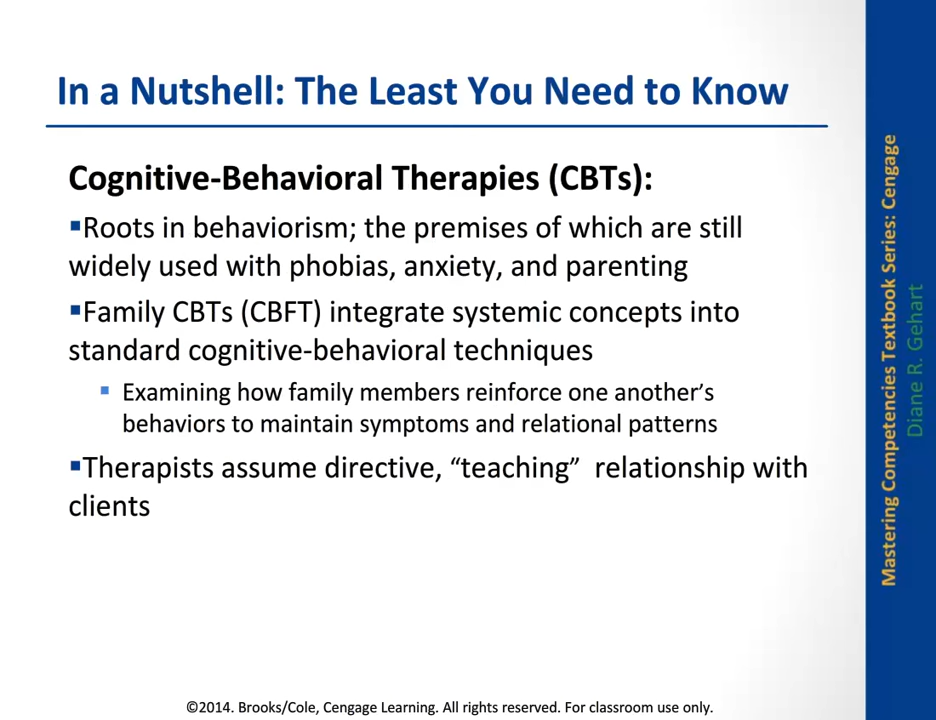 In a Nutshell: The Least You Need to Know
Cognitive-Behavioral Therapies (CBTs):
▪Roots in behaviorism; the premises of which are still
widely used with phobias, anxiety, and parenting
▪Family CBTs (CBFT) integrate systemic concepts into
standard cognitive-behavioral techniques
▪ Examining how family members reinforce one another’s
behaviors to maintain symptoms and relational patterns
▪Therapists assume directive, “teaching” relationship with
clients
©2014. Brooks/Cole, Cengage Learning. All rights reserved. For classroom use only.
Mastering Competencies Textbook Series: Cengage
Diane R. Gehart